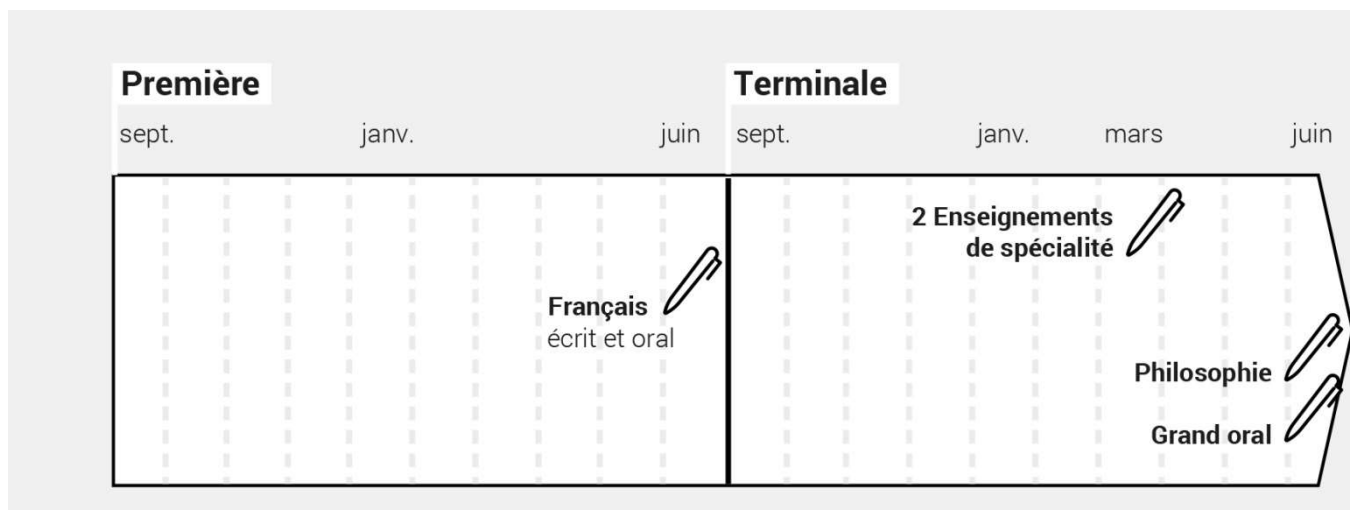 Première
Terminale
sept.
janv.
juin
sept.
janv.
mars
juin
2 Enseignements
de spécialité
Français
écrit et oral
Philosophie
Grand oral